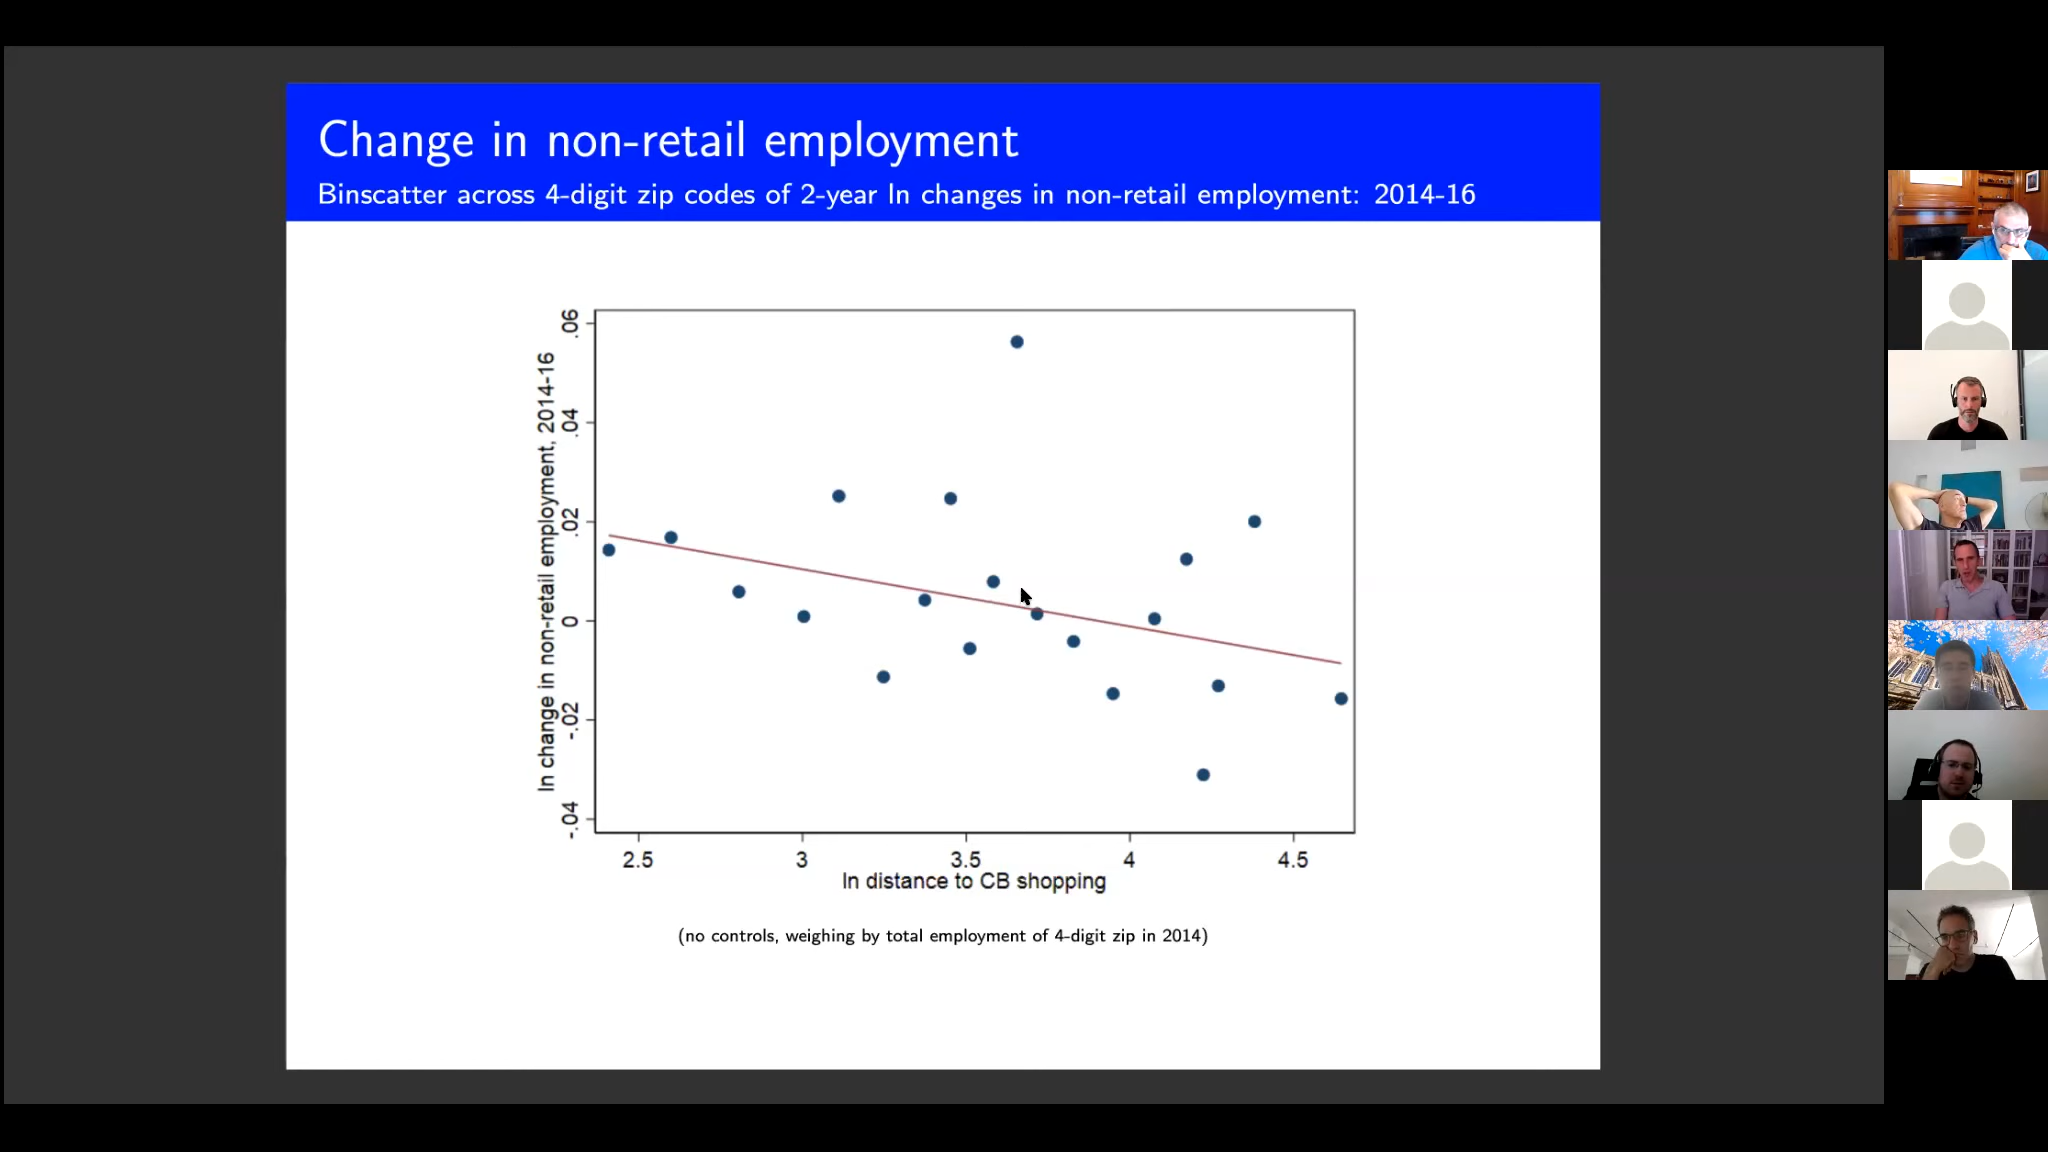 Change in non-retail employment
Binscatter across 4-digit zip codes of 2-year ln changes in non-retail employment: 2014-16
ln change in non-retail employment, 2014-16
.06
.04
.02
0
-.02
-.04
2.5
3
3.5
4
4.5
ln distance to CB shopping
(no controls, weighing by total employment of 4-digit zip in 2014)